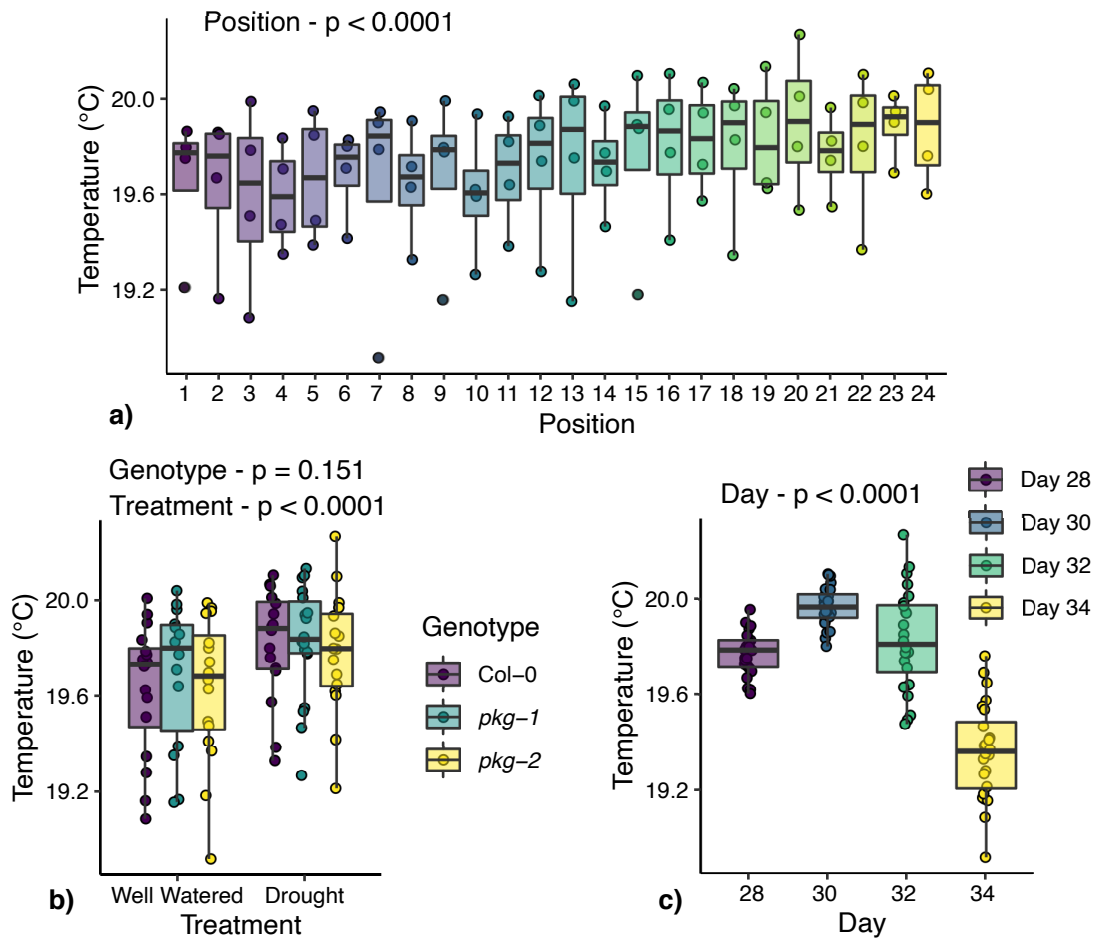 Position - p < 0.0001
Temperature (°C)
20.0
19.6
19.2
1 2 3 4 5 6 7 8 9 10 11 12 13 14 15 16 17 18 19 20 21 22 23 24
Position
a)
Genotype - p = 0.151
Treatment - p < 0.0001
Temperature (°C)
20.0
19.6
19.2
Well Watered Drought
Treatment
b)
Genotype
Col-0
pkg-1
pkg-2
Day - p < 0.0001
Temperature (°C)
20.0
19.6
19.2
28 30 32 34
Day
c)
Day 28
Day 30
Day 32
Day 34